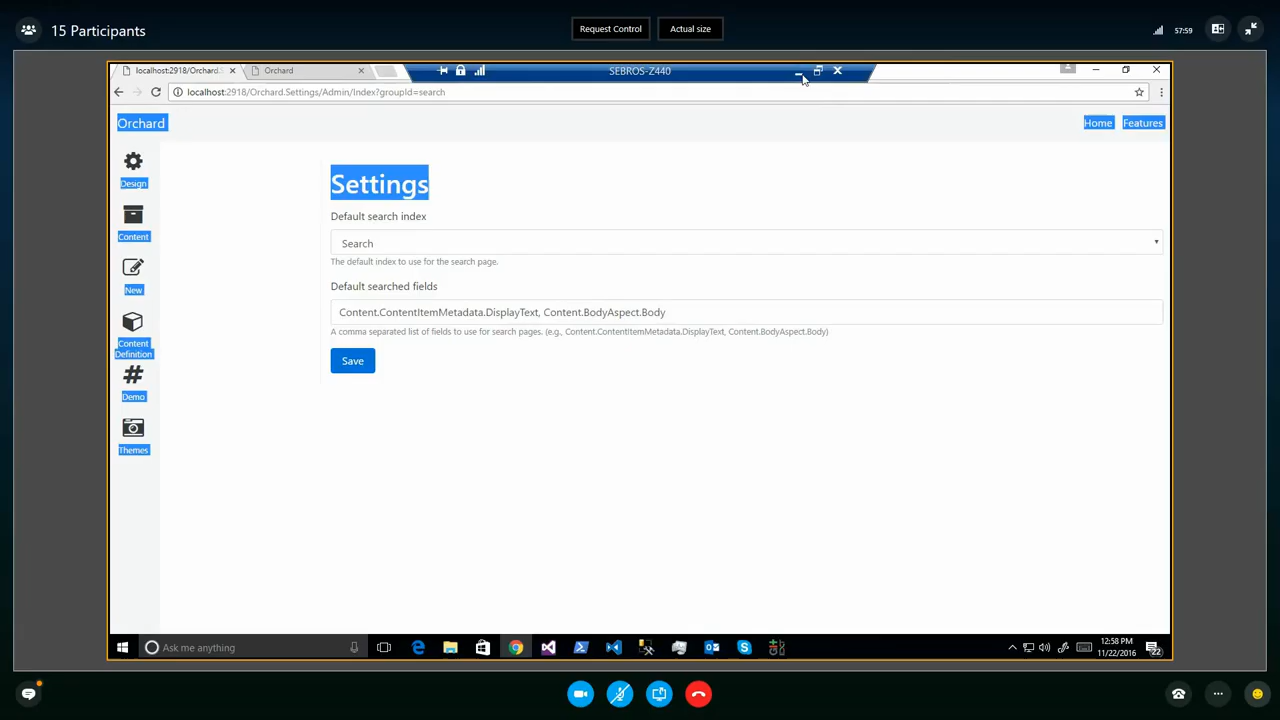 15 Participants
Request Control
Actual size
57:59
localhost:2918/Orchard.S
Orchard
SEBROS-Z440
localhost:2918/Orchard.Settings/Admin/Index?groupId=search
Orchard
Home
Features
Design
Content
New
Content
Definition
Demo
Themes
Settings
Default search index
Search
The default index to use for the search page.
Default searched fields
Content.ContentItemMetadata.DisplayText, Content.BodyAspect.Body
A comma separated list of fields to use for search pages. (e.g., Content.ContentItemMetadata.DisplayText, Content.BodyAspect.Body)
Save
Ask me anything
12:58 PM
11/22/2016
22